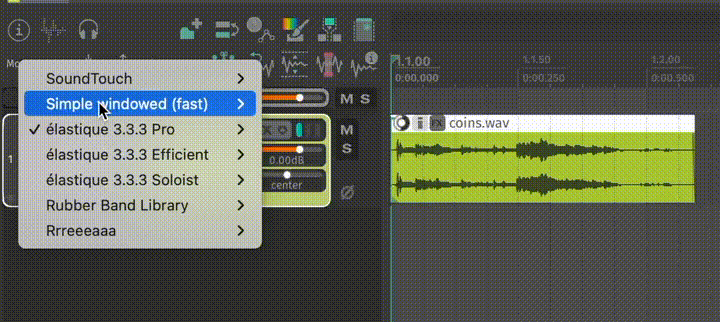 Mo
SoundTouch
Simple windowed (fast)
élastique 3.3.3 Pro
élastique 3.3.3 Efficient
élastique 3.3.3 Soloist
Rubber Band Library
Rrreeeaaa
1
M S
M
S
FX
0.00dB
center
1.1.00
0:00.000
1.1.50
0:00.250
1.2.00
0:00.500
FX
coins.wav